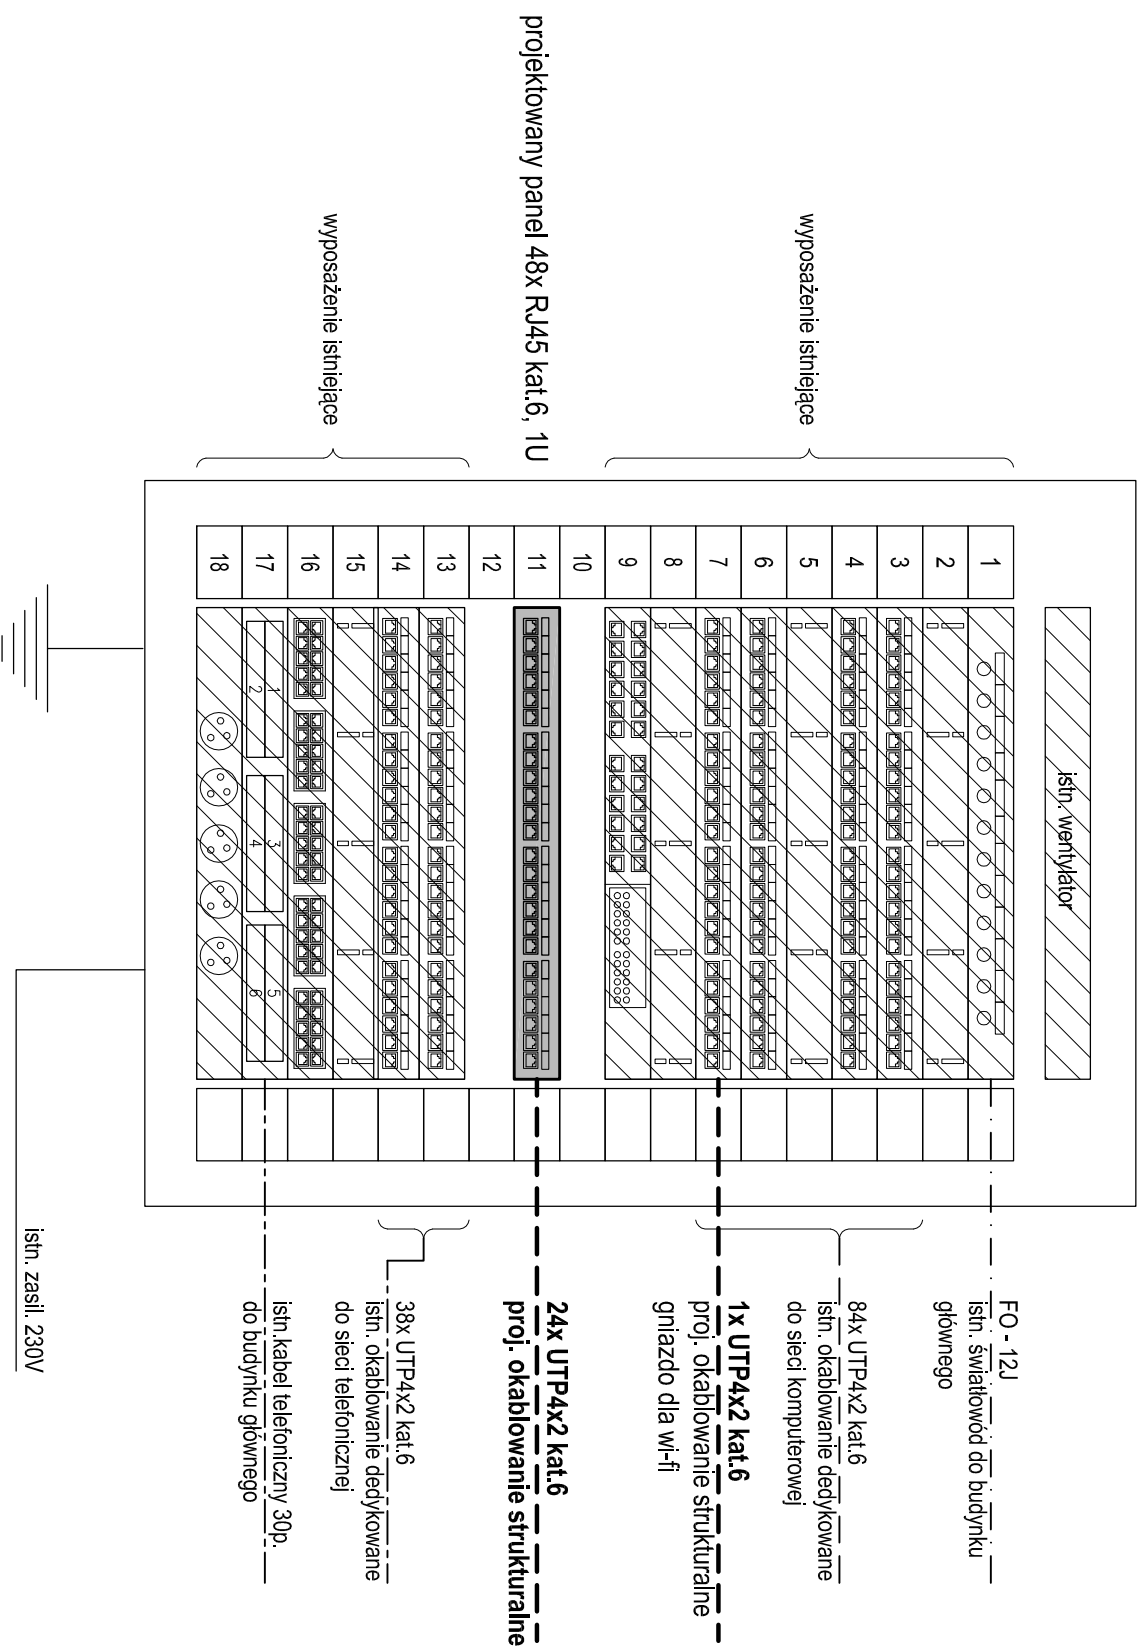 istn. wentylator
1
2
3
4
5
6
7
8
9
10
11
12
13
14
15
16
17
18
1
2
3
4
5
6
wyposażenie istniejące
projektowany panel 48x RJ45 kat.6, 1U
wyposażenie istniejące
FO - 12J
istn. światłowód do budynku
głównego
84x UTP4x2 kat.6
istn. okablowanie dedykowane
do sieci komputerowej
1x UTP4x2 kat.6
proj. okablowanie strukturalne
gniazdo dla wi-fi
24x UTP4x2 kat.6
proj. okablowanie strukturalne
38x UTP4x2 kat.6
istn. okablowanie dedykowane
do sieci telefonicznej
istn.kabel telefoniczny 30p.
do budynku głównego
istn. zasil. 230V